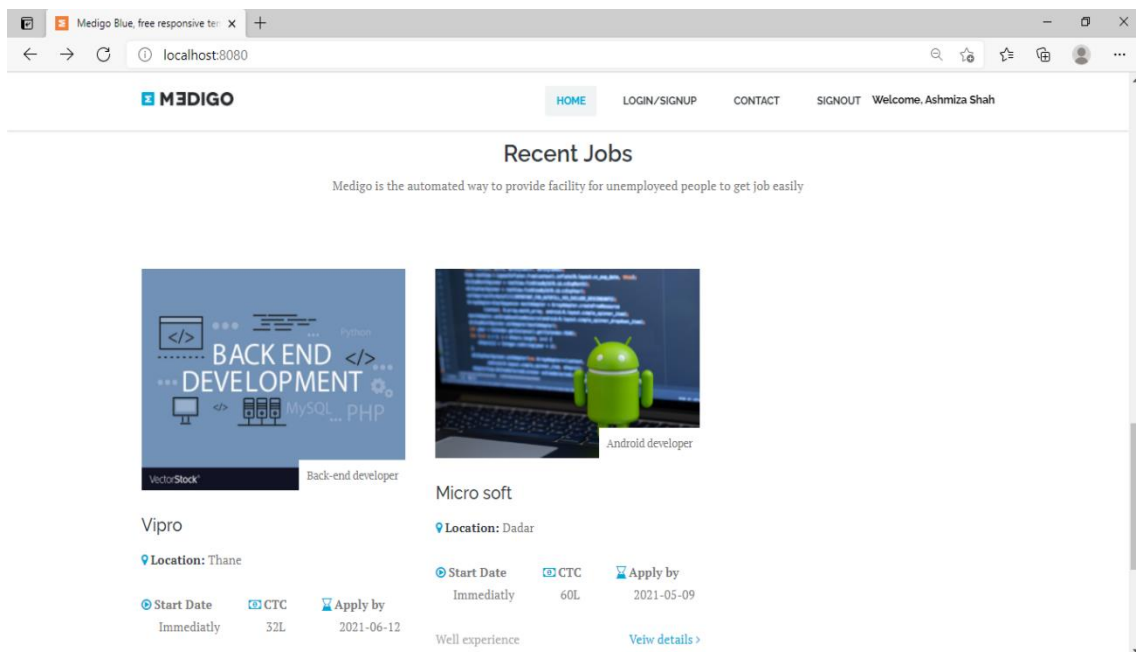 Medigo Blue, free responsive ter
localhost:8080
MEDIGO
HOME LOGIN/SIGNUP CONTACT SIGNOUT Welcome, Ashmiza Shah
Recent Jobs
Medigo is the automated way to provide facility for unemployeed people to get job easily
Python
BACK END
DEVELOPMENT
MySQL PHP
VectorStock®
Back-end developer
Android developer
Vipro
Location: Thane
Start Date CTC Apply by
Immediatly 32L 2021-06-12
Micro soft
Location: Dadar
Start Date CTC Apply by
Immediatly 60L 2021-05-09
Well experience Veiw details >